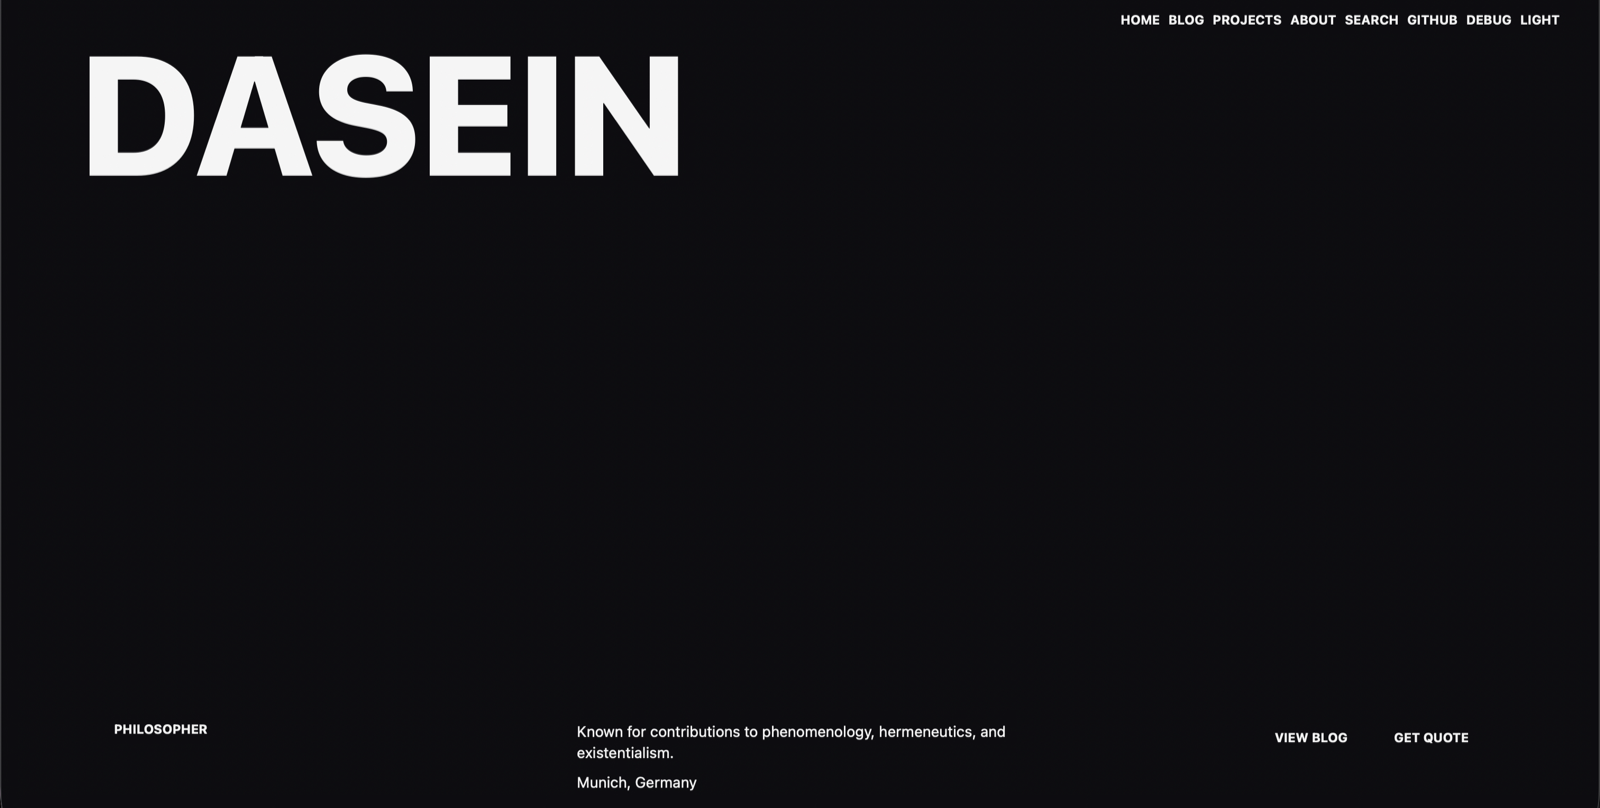 HOME BLOG PROJECTS ABOUT SEARCH GITHUB DEBUG LIGHT
DASEIN
PHILOSOPHER
Known for contributions to phenomenology, hermeneutics, and
existentialism.
Munich, Germany
VIEW BLOG GET QUOTE